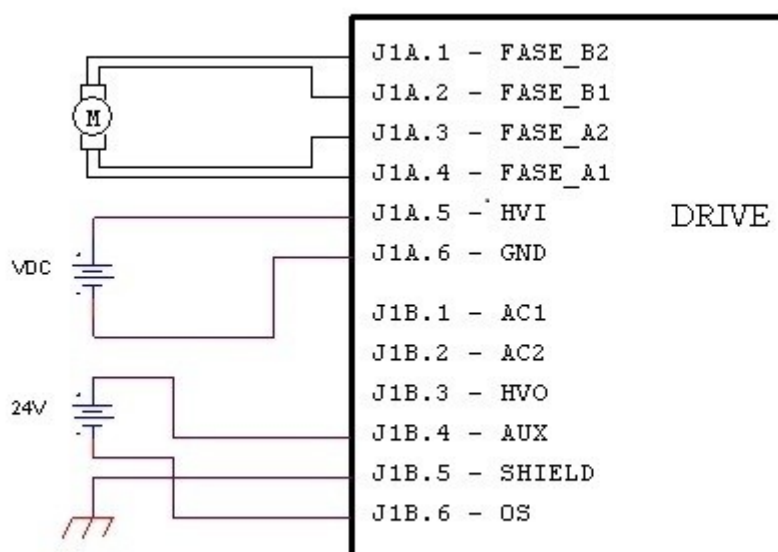 J1A.1 - FASE_B2
J1A.2 - FASE_B1
M
J1A.3 - FASE_A2
J1A.4 - FASE_A1
J1A.5 - HVI
DRIVE
J1A.6 - GND
VDC
J1B.1 - AC1
J1B.2 - AC2
J1B.3 - HVO
24V
J1B.4 - AUX
J1B.5 - SHIELD
J1B.6 - OS